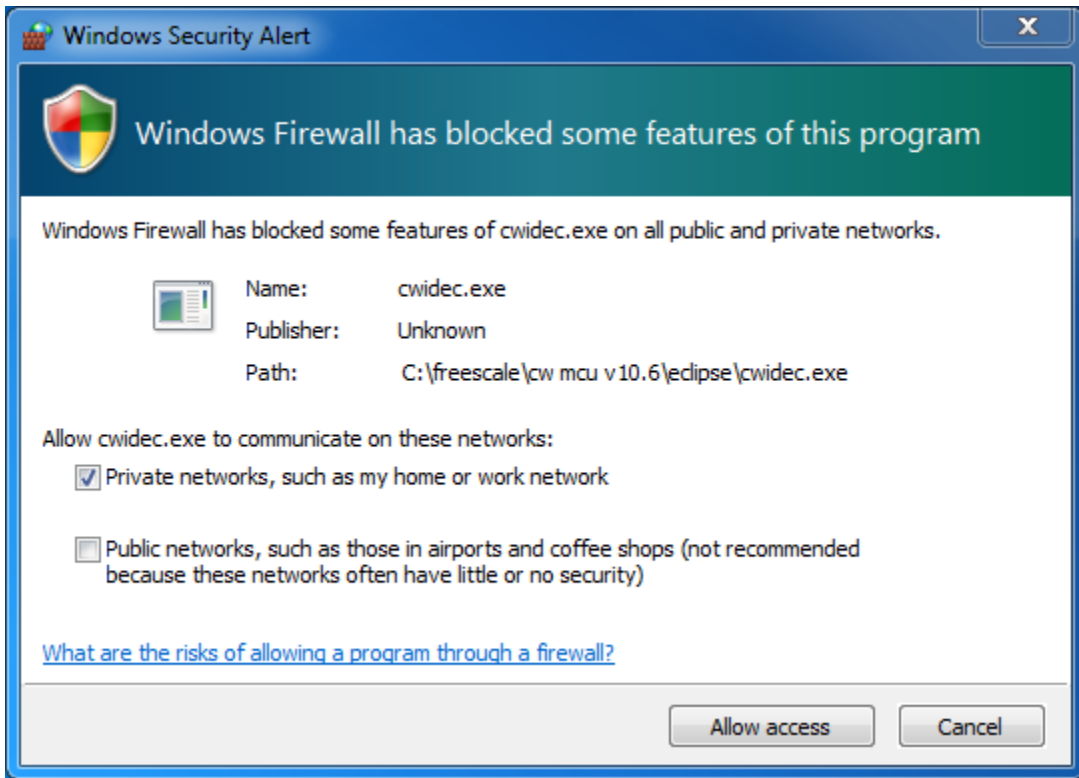 Windows Security Alert
Windows Firewall has blocked some features of this program
Windows Firewall has blocked some features of cwidec.exe on all public and private networks.
Name: cwidec.exe
Publisher: Unknown
Path: C:\freescale\cw mcu v10.6\eclipse\cwidec.exe
Allow cwidec.exe to communicate on these networks:
Private networks, such as my home or work network
Public networks, such as those in airports and coffee shops (not recommended
because these networks often have little or no security)
What are the risks of allowing a program through a firewall?
Allow access Cancel